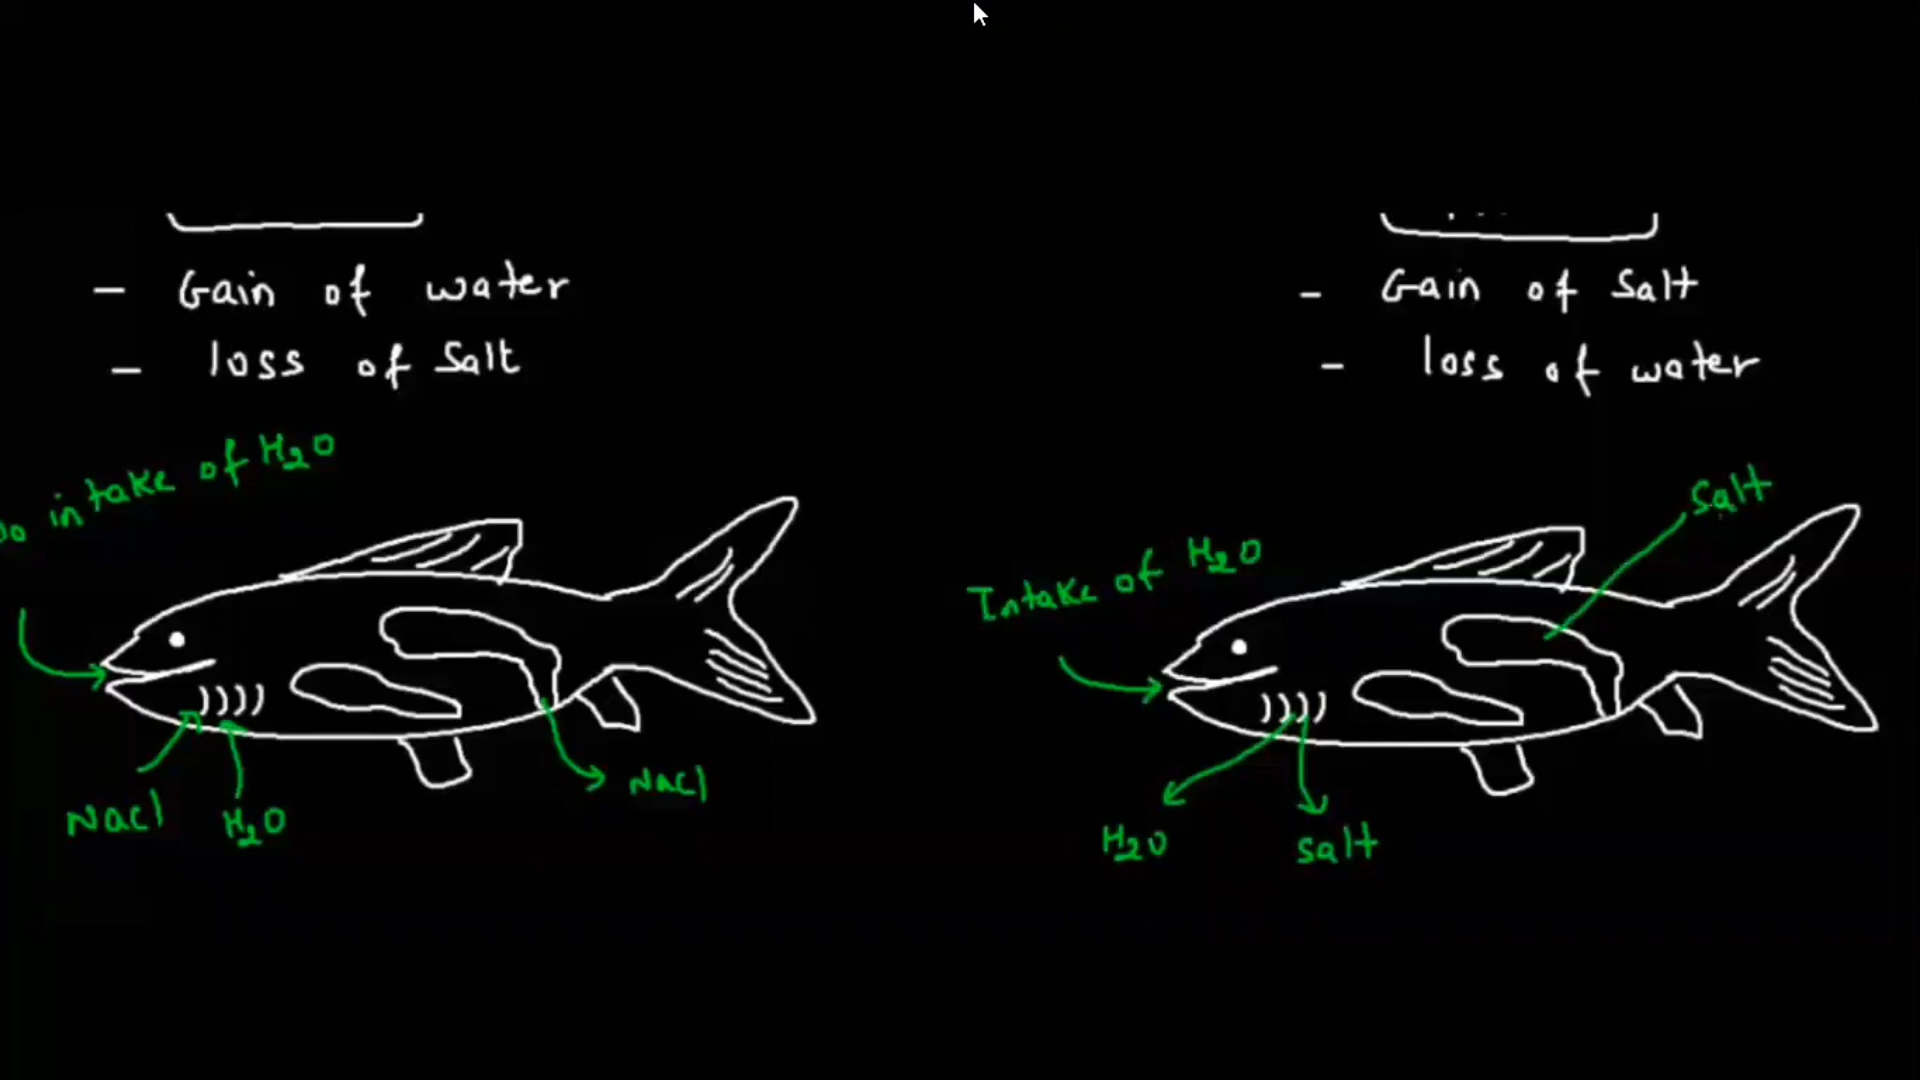 - Gain of water
- loss of Salt
intake of H2O
NaCl
H2O
NaCl
- Gain of Salt
- loss of water
Salt
Intake of H2O
H2O
Salt